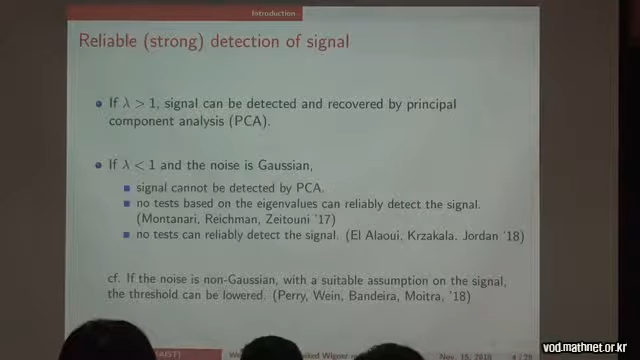 Introduction
Reliable (strong) detection of signal
If λ > 1, signal can be detected and recovered by principal
component analysis (PCA).
If λ < 1 and the noise is Gaussian,
signal cannot be detected by PCA.
no tests based on the eigenvalues can reliably detect the signal.
(Montanari, Reichman, Zeitouni '17)
no tests can reliably detect the signal. (El Alaoui, Krzakala. Jordan '18)
cf. If the noise is non-Gaussian, with a suitable assumption on the signal,
the threshold can be lowered. (Perry, Wein, Bandeira, Moitra, '18)
Wigner
Nov. 15, 2018
vod.mathnet.or.kr